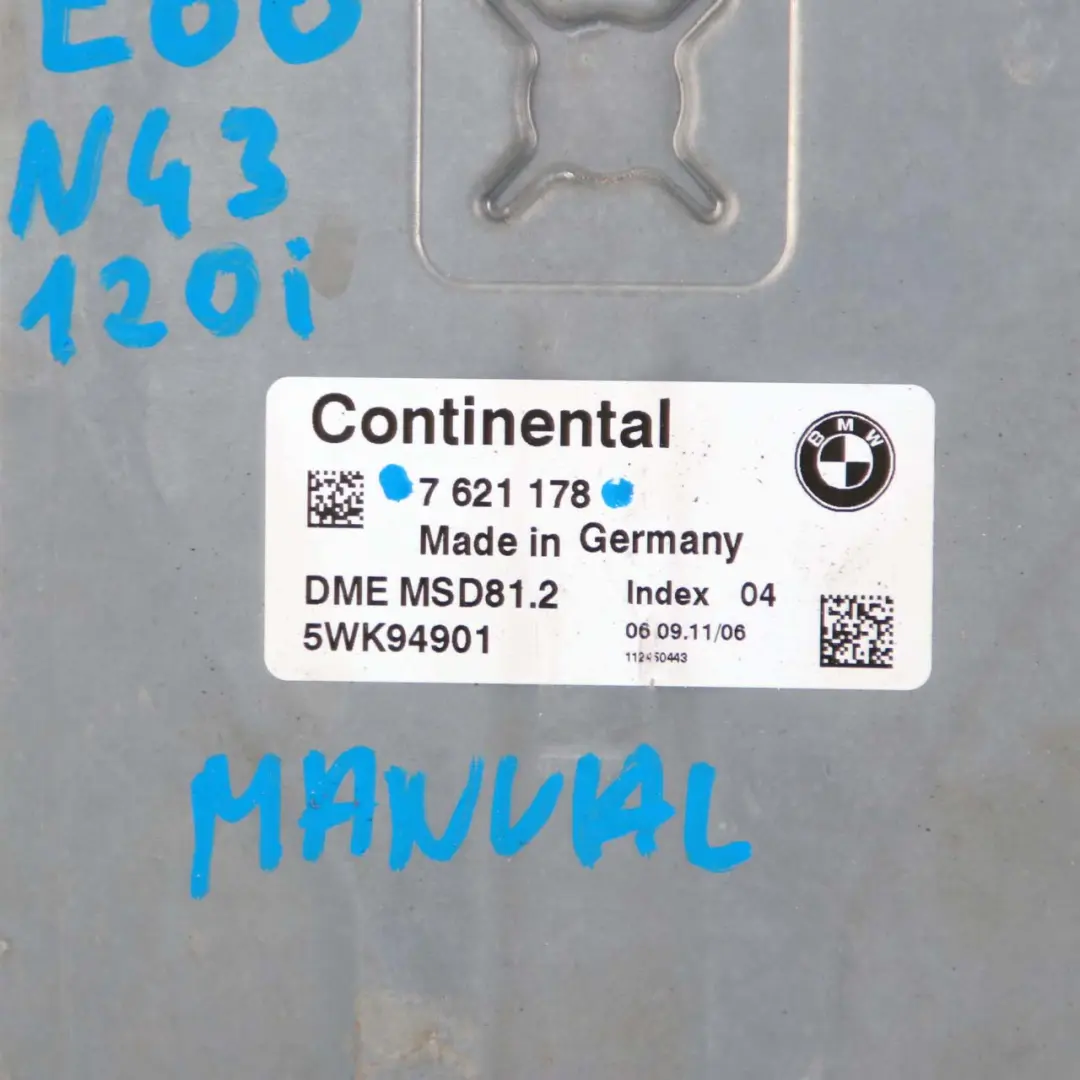 N43
120i
Continental
BMW
7 621 178
Made in Germany
DME MSD81.2 Index 04
5WK94901 06 09.11/06
MANUAL